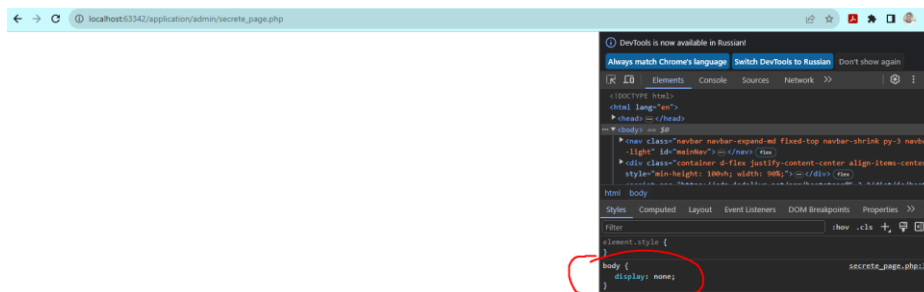 localhost:63342/application/admin/secrete_page.php
DevTools is now available in Russian!
Always match Chrome's language Switch DevTools to Russian Don't show again
Elements Console Sources Network
<!DOCTYPE html>
<html lang="en">
<head> </head>
<body> == $0
<nav class="navbar navbar-expand-md fixed-top navbar-shrink py-3 navb
-light" id="mainNav"> </nav> flex
<div class="container d-flex justify-content-center align-items-cente
style="min-height: 100vh; width: 90%;"> </div> flex
html body
Styles Computed Layout Event Listeners DOM Breakpoints Properties
Filter :hov .cls
element.style {
}
body { secrete_page.php:
display: none;
}